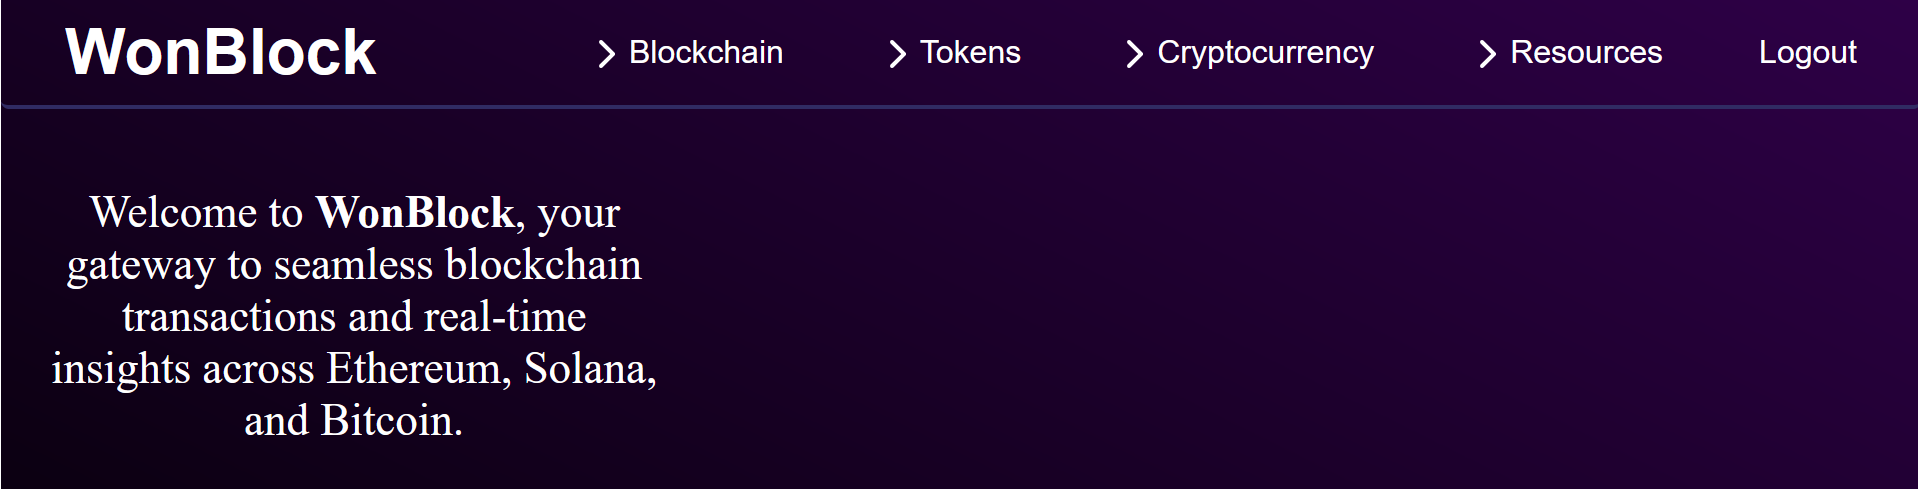 WonBlock
Blockchain
Tokens
Cryptocurrency
Resources
Logout
Welcome to WonBlock, your
gateway to seamless blockchain
transactions and real-time
insights across Ethereum, Solana,
and Bitcoin.